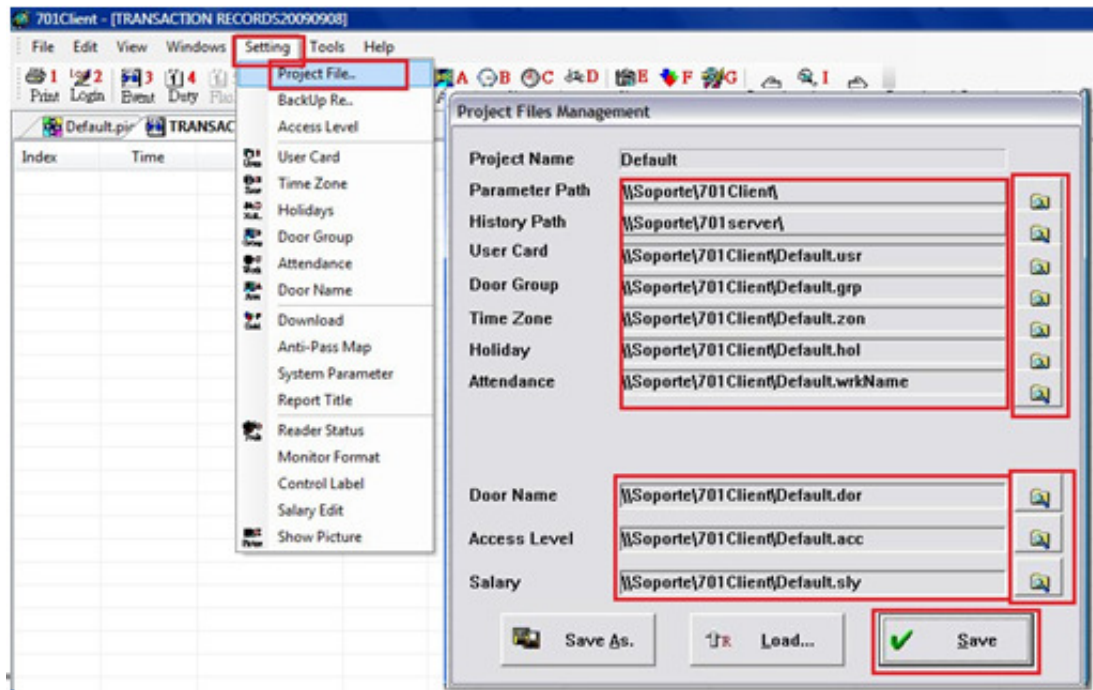 701Client - [TRANSACTION RECORDS20090908]
File Edit View Windows Setting Tools Help
1 2 3 4 A B C D E F G I
Print Login Event Duty
Default.pic TRANSAC
Index Time
Project File..
BackUp Re..
Access Level
User Card
Time Zone
Holidays
Door Group
Attendance
Door Name
Download
Anti-Pass Map
System Parameter
Report Title
Reader Status
Monitor Format
Control Label
Salary Edit
Show Picture
Project Files Management
Project Name Default
Parameter Path \\Soporte\701Client\
History Path \\Soporte\701server\
User Card \\Soporte\701Client\Default.usr
Door Group \\Soporte\701Client\Default.grp
Time Zone \\Soporte\701Client\Default.zon
Holiday \\Soporte\701Client\Default.hol
Attendance \\Soporte\701Client\Default.wrkName
Door Name \\Soporte\701Client\Default.dor
Access Level \\Soporte\701Client\Default.acc
Salary \\Soporte\701Client\Default.sly
Save As. R Load... Save